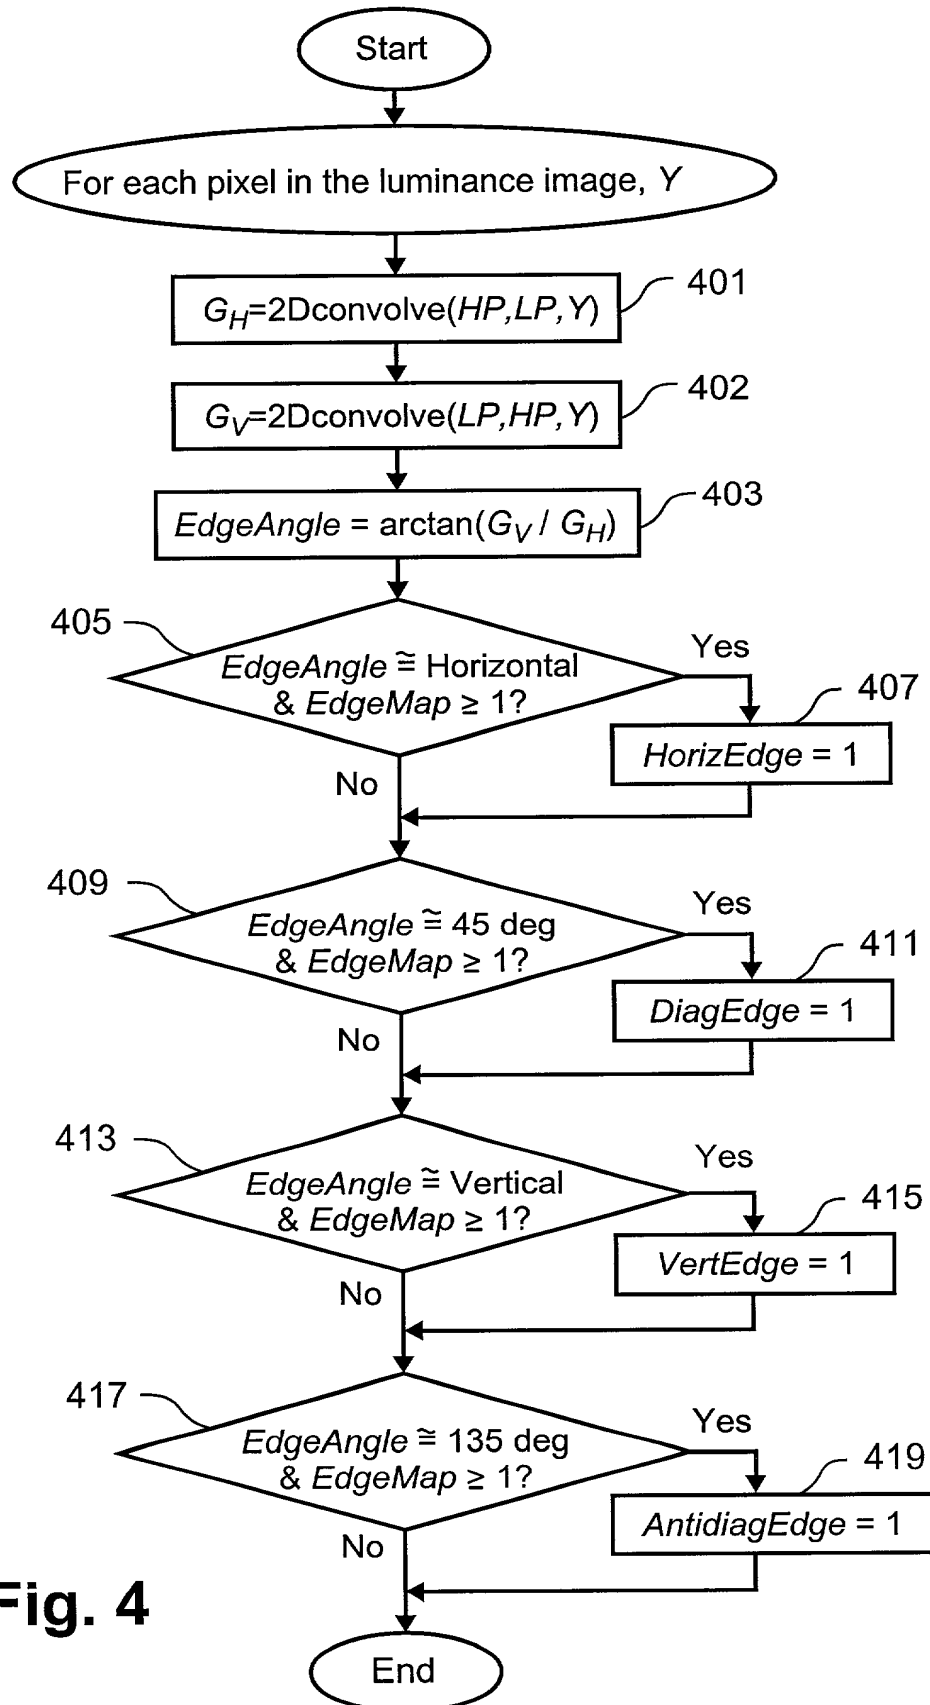 Start
For each pixel in the luminance image, Y
G_H=2Dconvolve(HP,LP,Y)
401
G_V=2Dconvolve(LP,HP,Y)
402
EdgeAngle = arctan(G_V / G_H)
403
405
EdgeAngle ≅ Horizontal
& EdgeMap ≥ 1?
Yes
407
HorizEdge = 1
No
409
EdgeAngle ≅ 45 deg
& EdgeMap ≥ 1?
Yes
411
DiagEdge = 1
No
413
EdgeAngle ≅ Vertical
& EdgeMap ≥ 1?
Yes
415
VertEdge = 1
No
417
EdgeAngle ≅ 135 deg
& EdgeMap ≥ 1?
Yes
419
AntidiagEdge = 1
No
Fig. 4
End